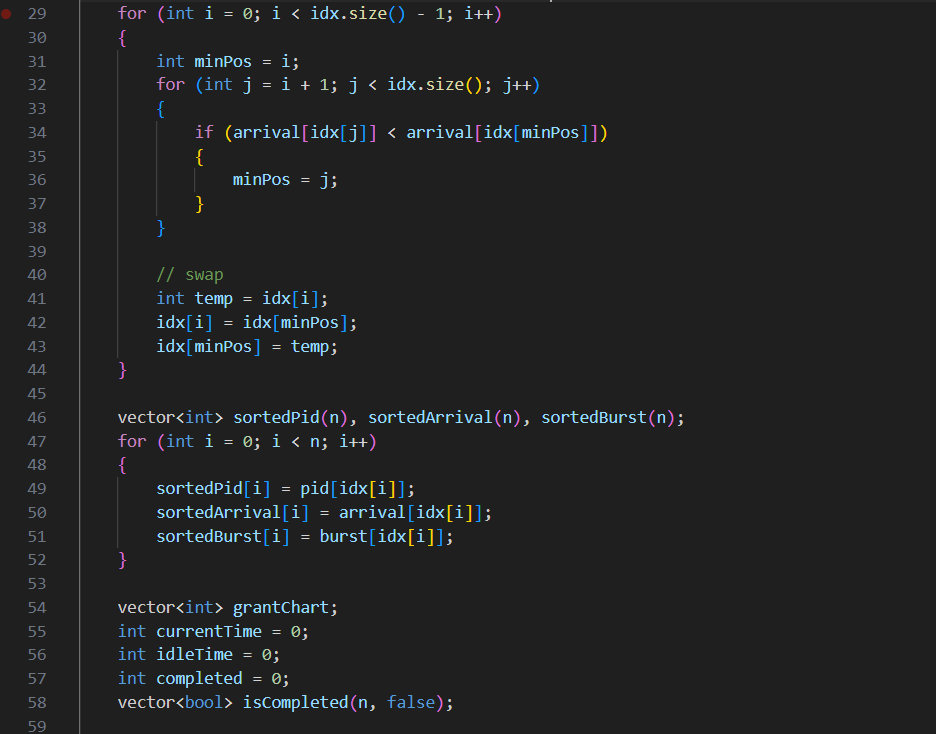 29 for (int i = 0; i < idx.size() - 1; i++)
30 {
31 int minPos = i;
32 for (int j = i + 1; j < idx.size(); j++)
33 {
34 if (arrival[idx[j]] < arrival[idx[minPos]])
35 {
36 minPos = j;
37 }
38 }
39
40 // swap
41 int temp = idx[i];
42 idx[i] = idx[minPos];
43 idx[minPos] = temp;
44 }
45
46 vector<int> sortedPid(n), sortedArrival(n), sortedBurst(n);
47 for (int i = 0; i < n; i++)
48 {
49 sortedPid[i] = pid[idx[i]];
50 sortedArrival[i] = arrival[idx[i]];
51 sortedBurst[i] = burst[idx[i]];
52 }
53
54 vector<int> grantChart;
55 int currentTime = 0;
56 int idleTime = 0;
57 int completed = 0;
58 vector<bool> isCompleted(n, false);
59